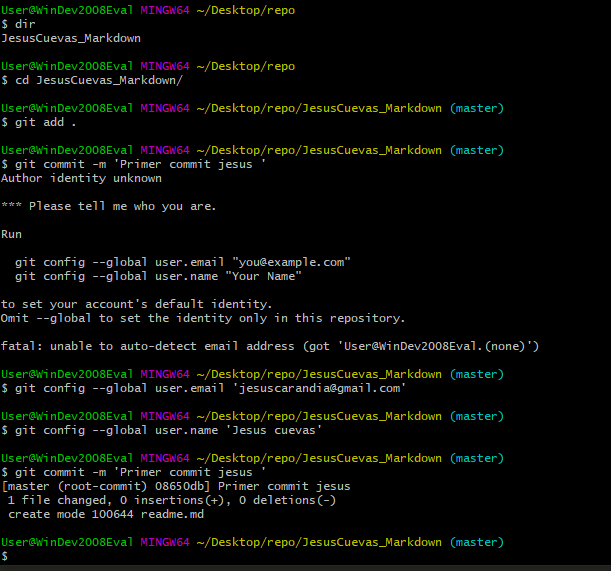 User@WinDev2008Eval MINGW64 ~/Desktop/repo
$ dir
JesusCuevas_Markdown
User@WinDev2008Eval MINGW64 ~/Desktop/repo
$ cd JesusCuevas_Markdown/
User@WinDev2008Eval MINGW64 ~/Desktop/repo/JesusCuevas_Markdown (master)
$ git add .
User@WinDev2008Eval MINGW64 ~/Desktop/repo/JesusCuevas_Markdown (master)
$ git commit -m 'Primer commit jesus '
Author identity unknown
*** Please tell me who you are.
Run
  git config --global user.email "you@example.com"
  git config --global user.name "Your Name"
to set your account's default identity.
Omit --global to set the identity only in this repository.
fatal: unable to auto-detect email address (got 'User@WinDev2008Eval.(none)')
User@WinDev2008Eval MINGW64 ~/Desktop/repo/JesusCuevas_Markdown (master)
$ git config --global user.email 'jesuscarandia@gmail.com'
User@WinDev2008Eval MINGW64 ~/Desktop/repo/JesusCuevas_Markdown (master)
$ git config --global user.name 'Jesus cuevas'
User@WinDev2008Eval MINGW64 ~/Desktop/repo/JesusCuevas_Markdown (master)
$ git commit -m 'Primer commit jesus '
[master (root-commit) 08650db] Primer commit jesus
 1 file changed, 0 insertions(+), 0 deletions(-)
 create mode 100644 readme.md
User@WinDev2008Eval MINGW64 ~/Desktop/repo/JesusCuevas_Markdown (master)
$